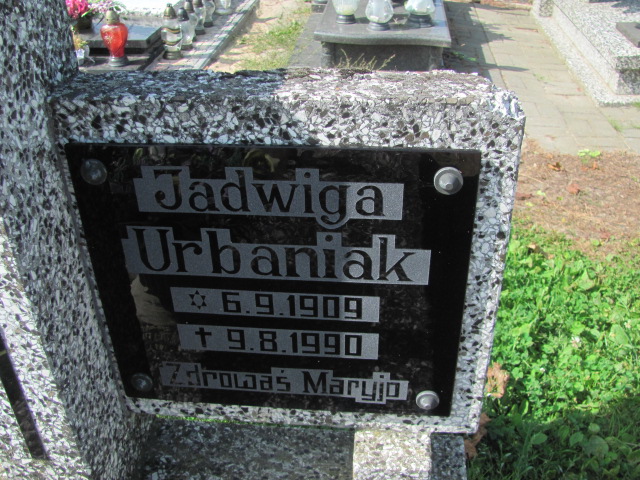 Jadwiga
Urbaniak
✡ 6.9.1909
✝ 9.8.1990
Zdrowaś Maryjo